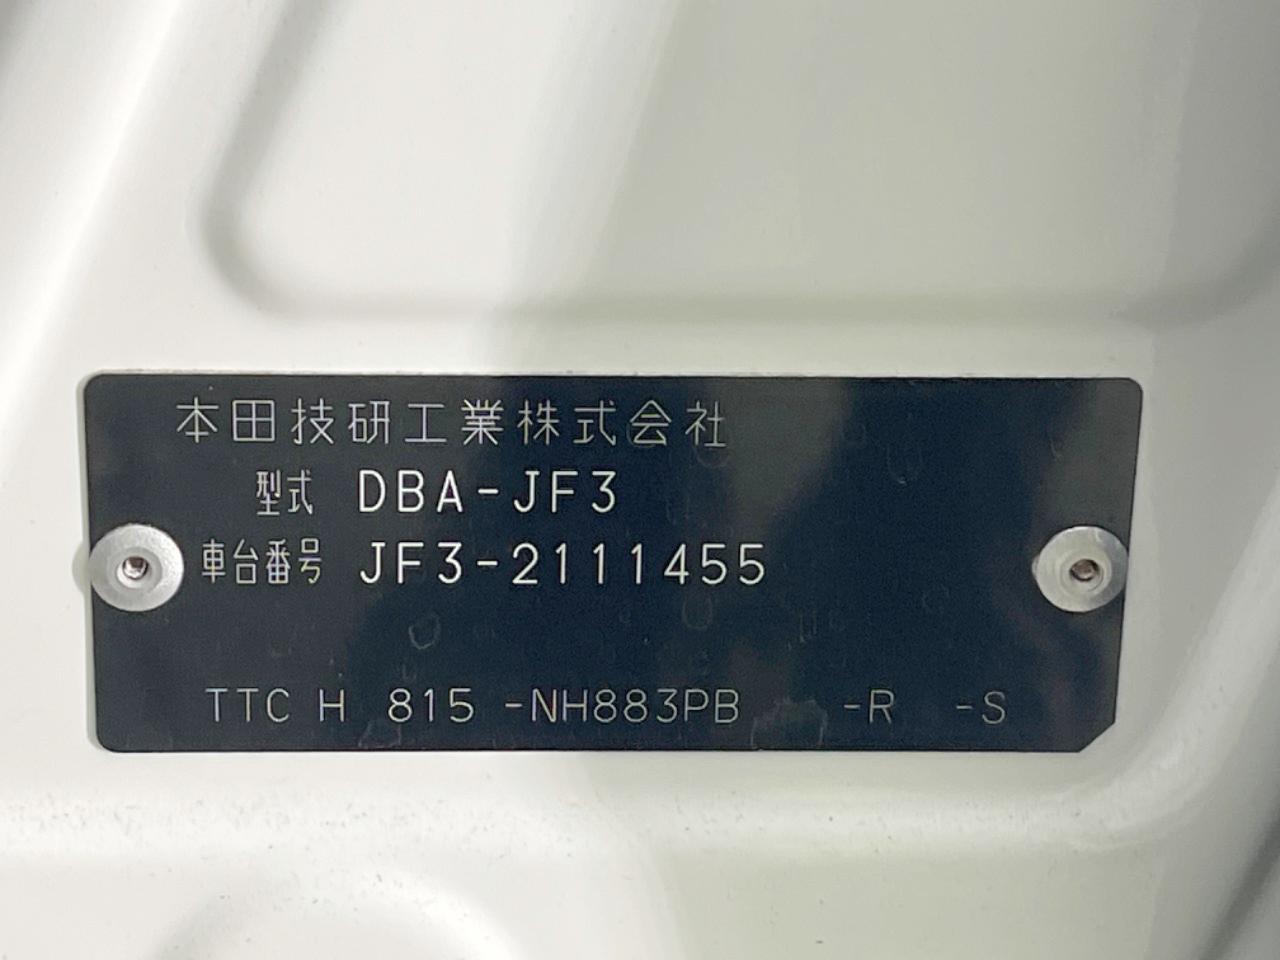 本田技研工業株式会社
型式 DBA-JF3
車台番号 JF3-2111455
TTC H 815 -NH883PB -R -S